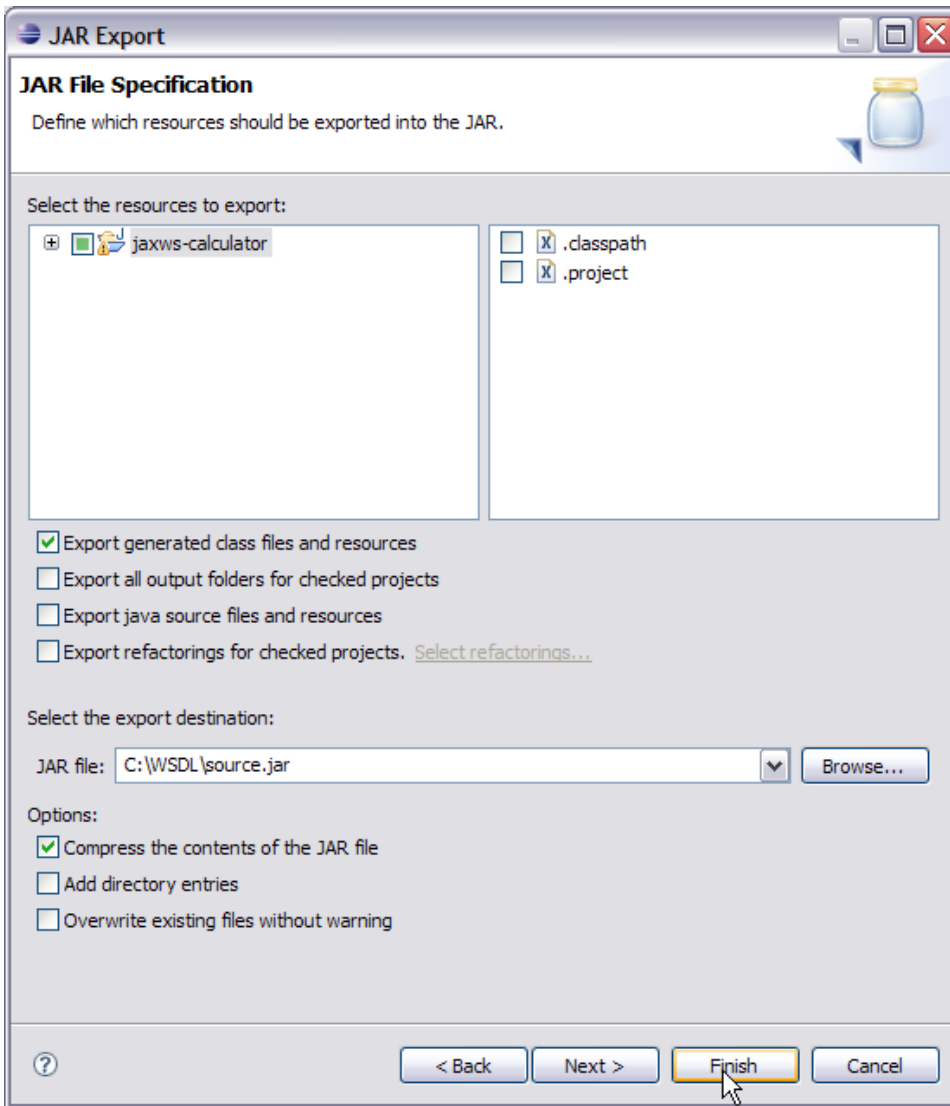 JAR Export
JAR File Specification
Define which resources should be exported into the JAR.
Select the resources to export:
jaxws-calculator
.classpath
.project
Export generated class files and resources
Export all output folders for checked projects
Export java source files and resources
Export refactorings for checked projects. Select refactorings...
Select the export destination:
JAR file: C:\WSDL\source.jar Browse...
Options:
Compress the contents of the JAR file
Add directory entries
Overwrite existing files without warning
? < Back Next > Finish Cancel